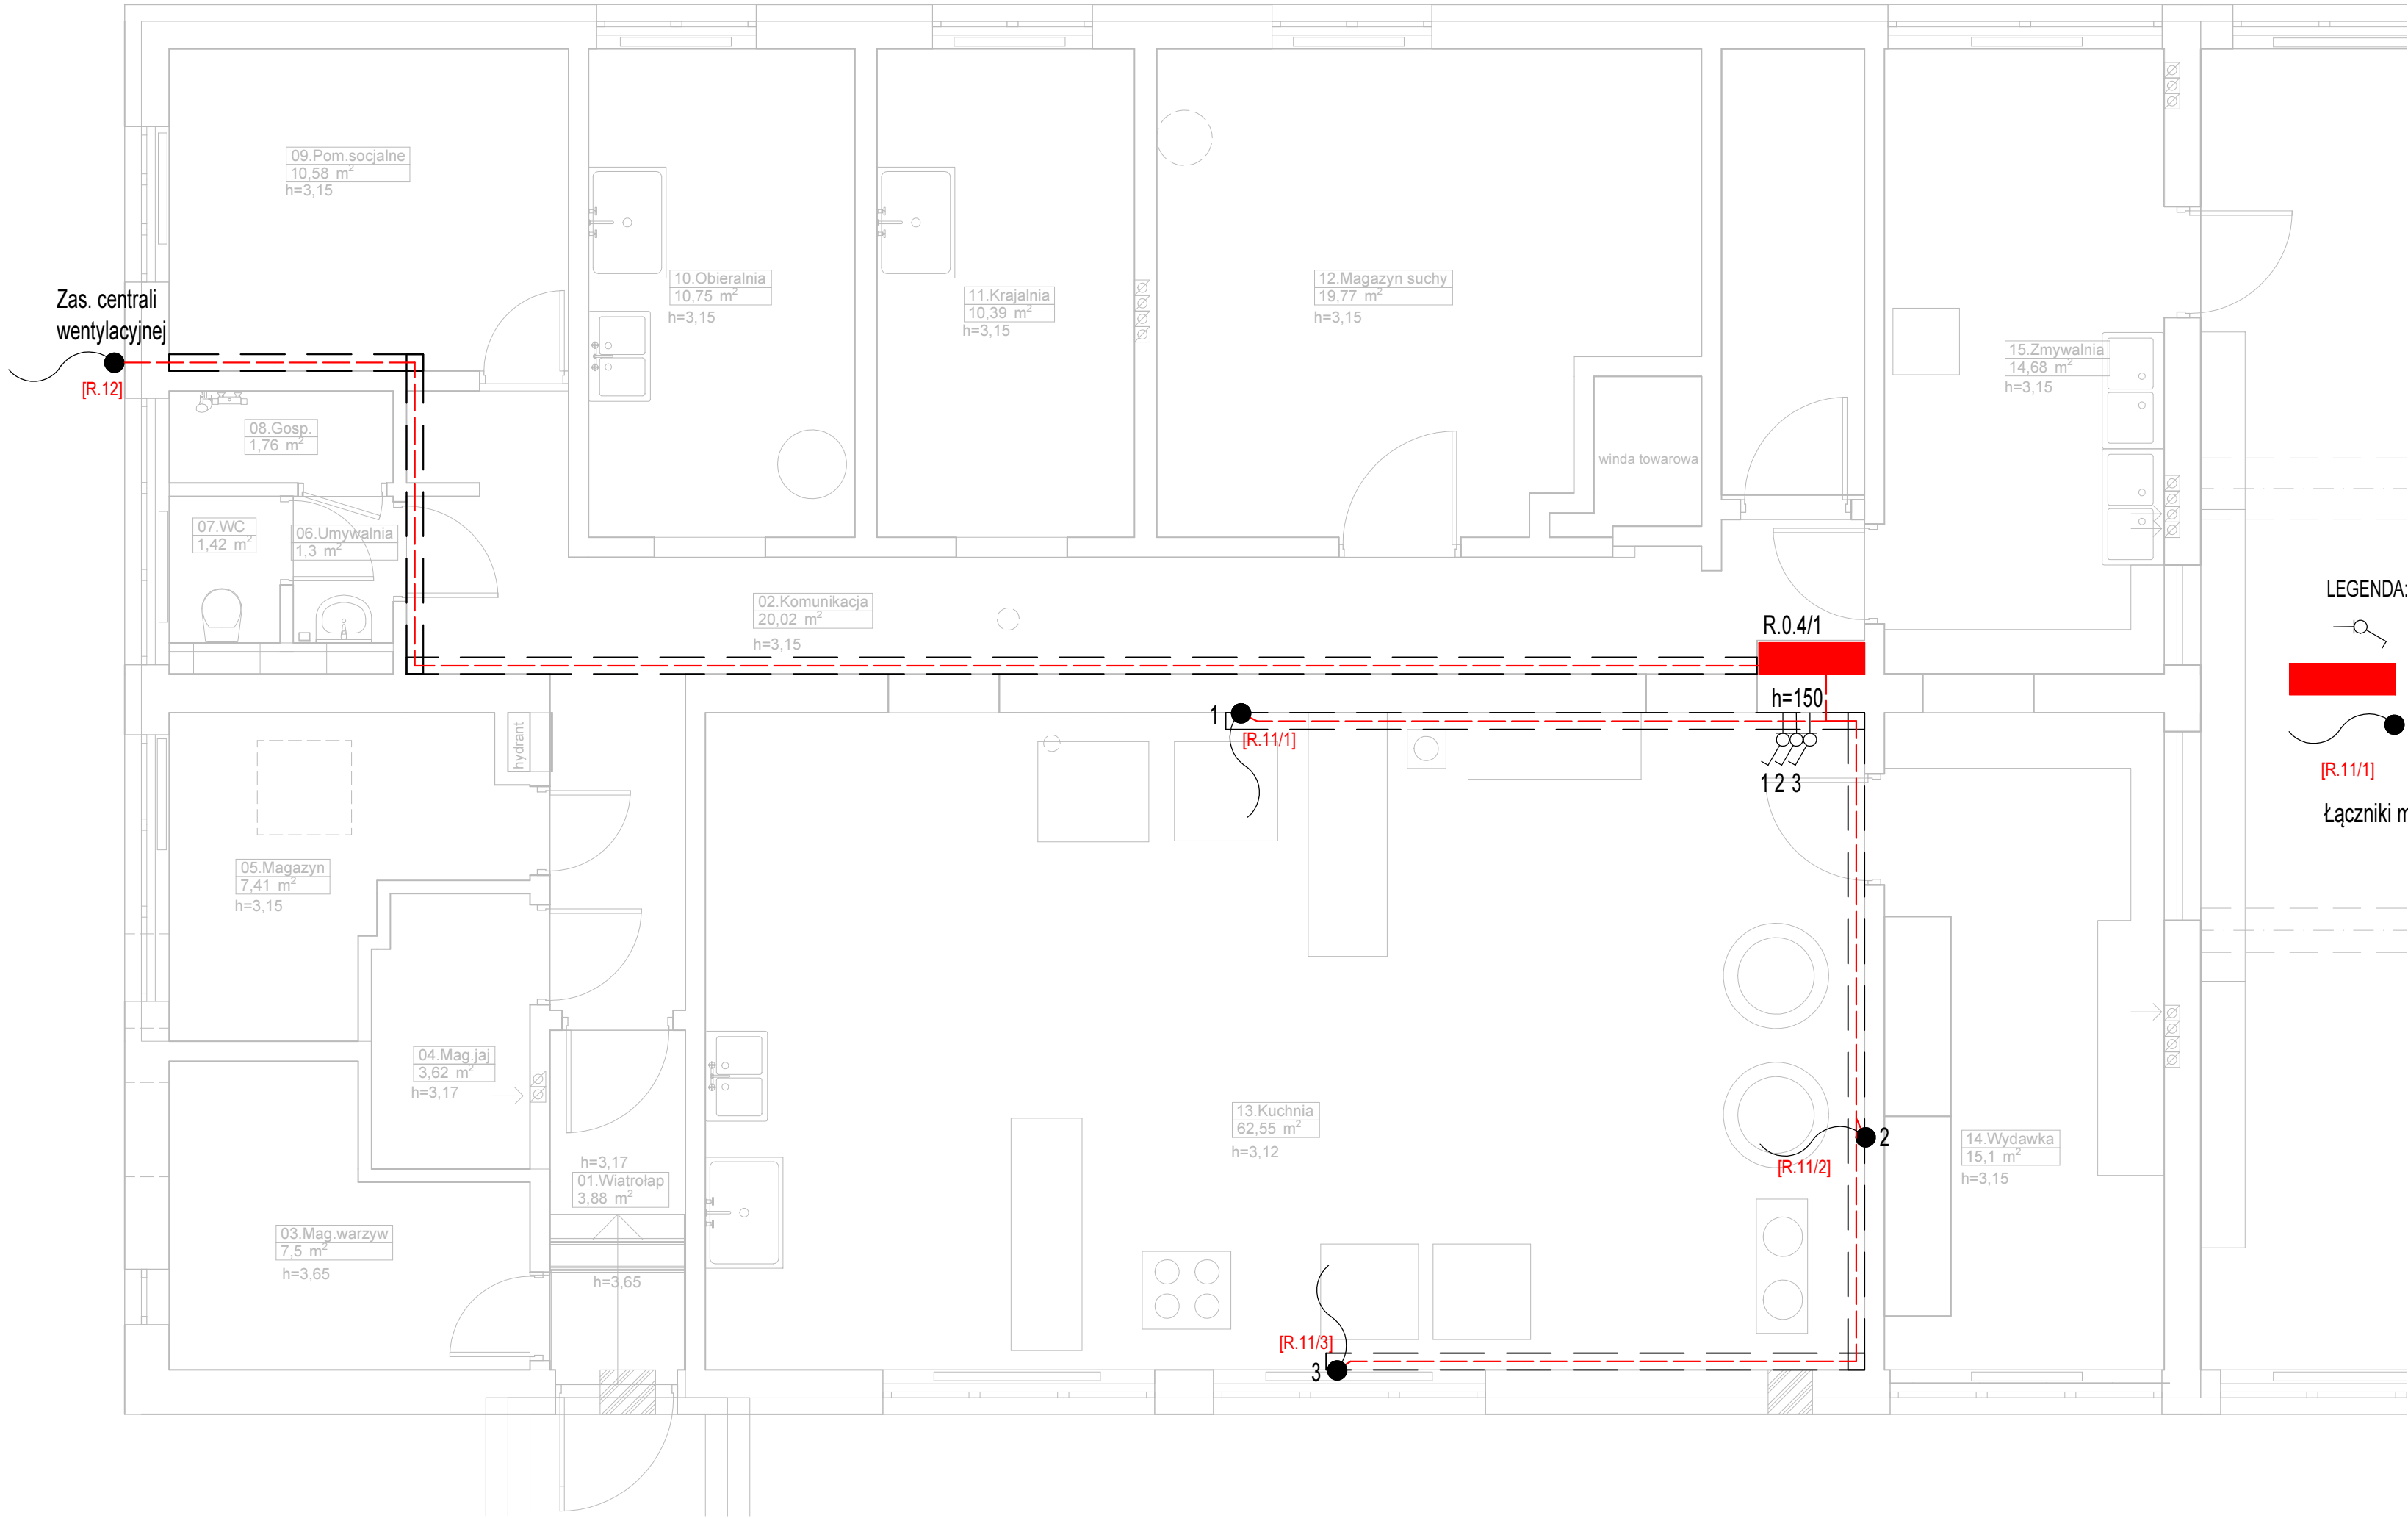 09.Pom.socjalne
10,58 m²
h=3,15
10.Obieralnia
10,75 m²
h=3,15
11.Krajalnia
10,39 m²
h=3,15
12.Magazyn suchy
19,77 m²
h=3,15
15.Zmywalnia
14,68 m²
h=3,15
Zas. centrali
wentylacyjnej
[R.12]
08.Gosp.
1,76 m²
winda towarowa
07.WC
1,42 m²
06.Umywalnia
1,3 m²
02.Komunikacja
20,02 m²
h=3,15
R.0.4/1
h=150
1 2 3
1
[R.11/1]
LEGENDA:
[R.11/1]
Łączniki m
hydrant
05.Magazyn
7,41 m²
h=3,15
04.Mag.jaj
3,62 m²
h=3,17
13.Kuchnia
62,55 m²
h=3,12
2
[R.11/2]
14.Wydawka
15,1 m²
h=3,15
h=3,17
01.Wiatrołap
3,88 m²
03.Mag.warzyw
7,5 m²
h=3,65
h=3,65
[R.11/3]
3